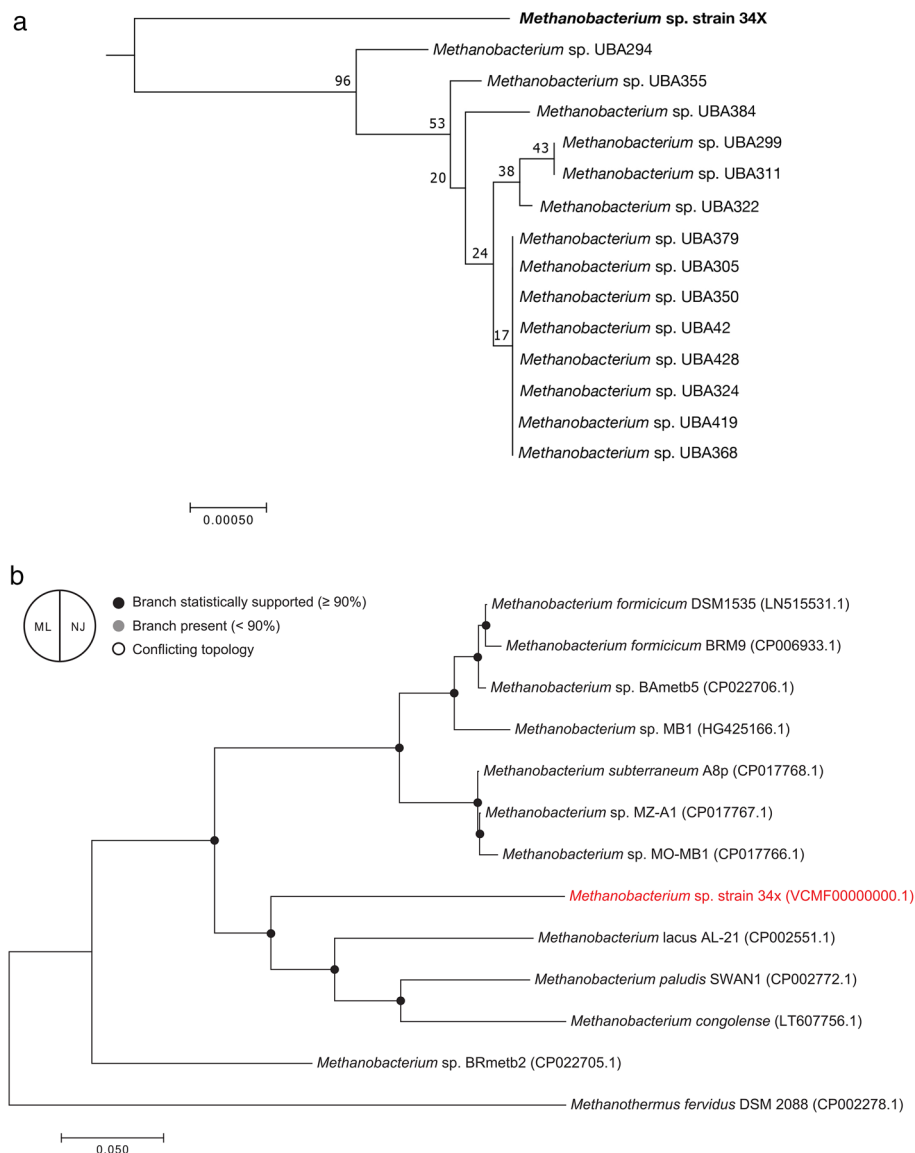 a
Methanobacterium sp. strain 34X
Methanobacterium sp. UBA294
96
Methanobacterium sp. UBA355
Methanobacterium sp. UBA384
53
Methanobacterium sp. UBA299
43
Methanobacterium sp. UBA311
38
20
Methanobacterium sp. UBA322
Methanobacterium sp. UBA379
24
Methanobacterium sp. UBA305
Methanobacterium sp. UBA350
Methanobacterium sp. UBA42
17
Methanobacterium sp. UBA428
Methanobacterium sp. UBA324
Methanobacterium sp. UBA419
Methanobacterium sp. UBA368
0.00050
b
ML NJ
Branch statistically supported (≥ 90%)
Branch present (< 90%)
Conflicting topology
Methanobacterium formicicum DSM1535 (LN515531.1)
Methanobacterium formicicum BRM9 (CP006933.1)
Methanobacterium sp. BAmetb5 (CP022706.1)
Methanobacterium sp. MB1 (HG425166.1)
Methanobacterium subterraneum A8p (CP017768.1)
Methanobacterium sp. MZ-A1 (CP017767.1)
Methanobacterium sp. MO-MB1 (CP017766.1)
Methanobacterium sp. strain 34x (VCMF00000000.1)
Methanobacterium lacus AL-21 (CP002551.1)
Methanobacterium paludis SWAN1 (CP002772.1)
Methanobacterium congolense (LT607756.1)
Methanobacterium sp. BRmetb2 (CP022705.1)
Methanothermus fervidus DSM 2088 (CP002278.1)
0.050